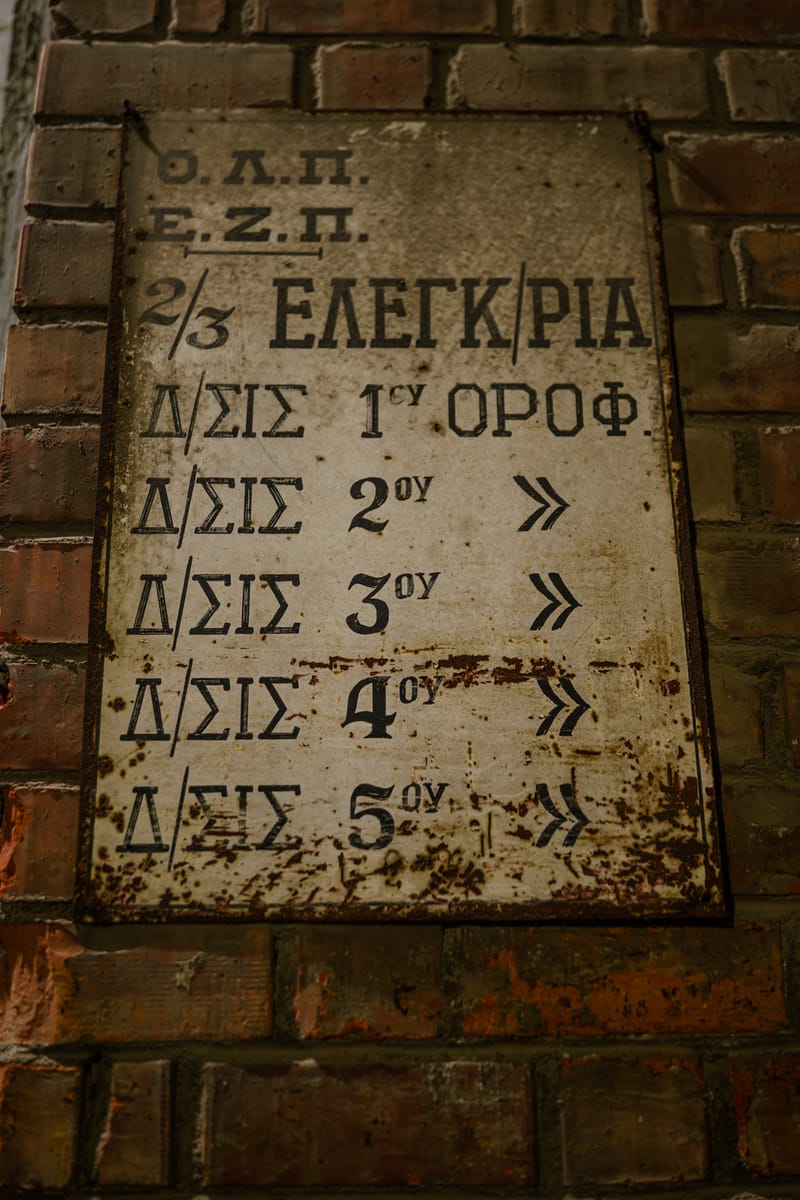 Ο.Λ.Π.
Ε.Ζ.Π.
2/3 ΕΛΕΓΚ/ΡΙΑ
Δ/ΣΙΣ 1ΟΥ ΟΡΟΦ.
Δ/ΣΙΣ 2ΟΥ »
Δ/ΣΙΣ 3ΟΥ »
Δ/ΣΙΣ 4ΟΥ »
Δ/ΣΙΣ 5ΟΥ »